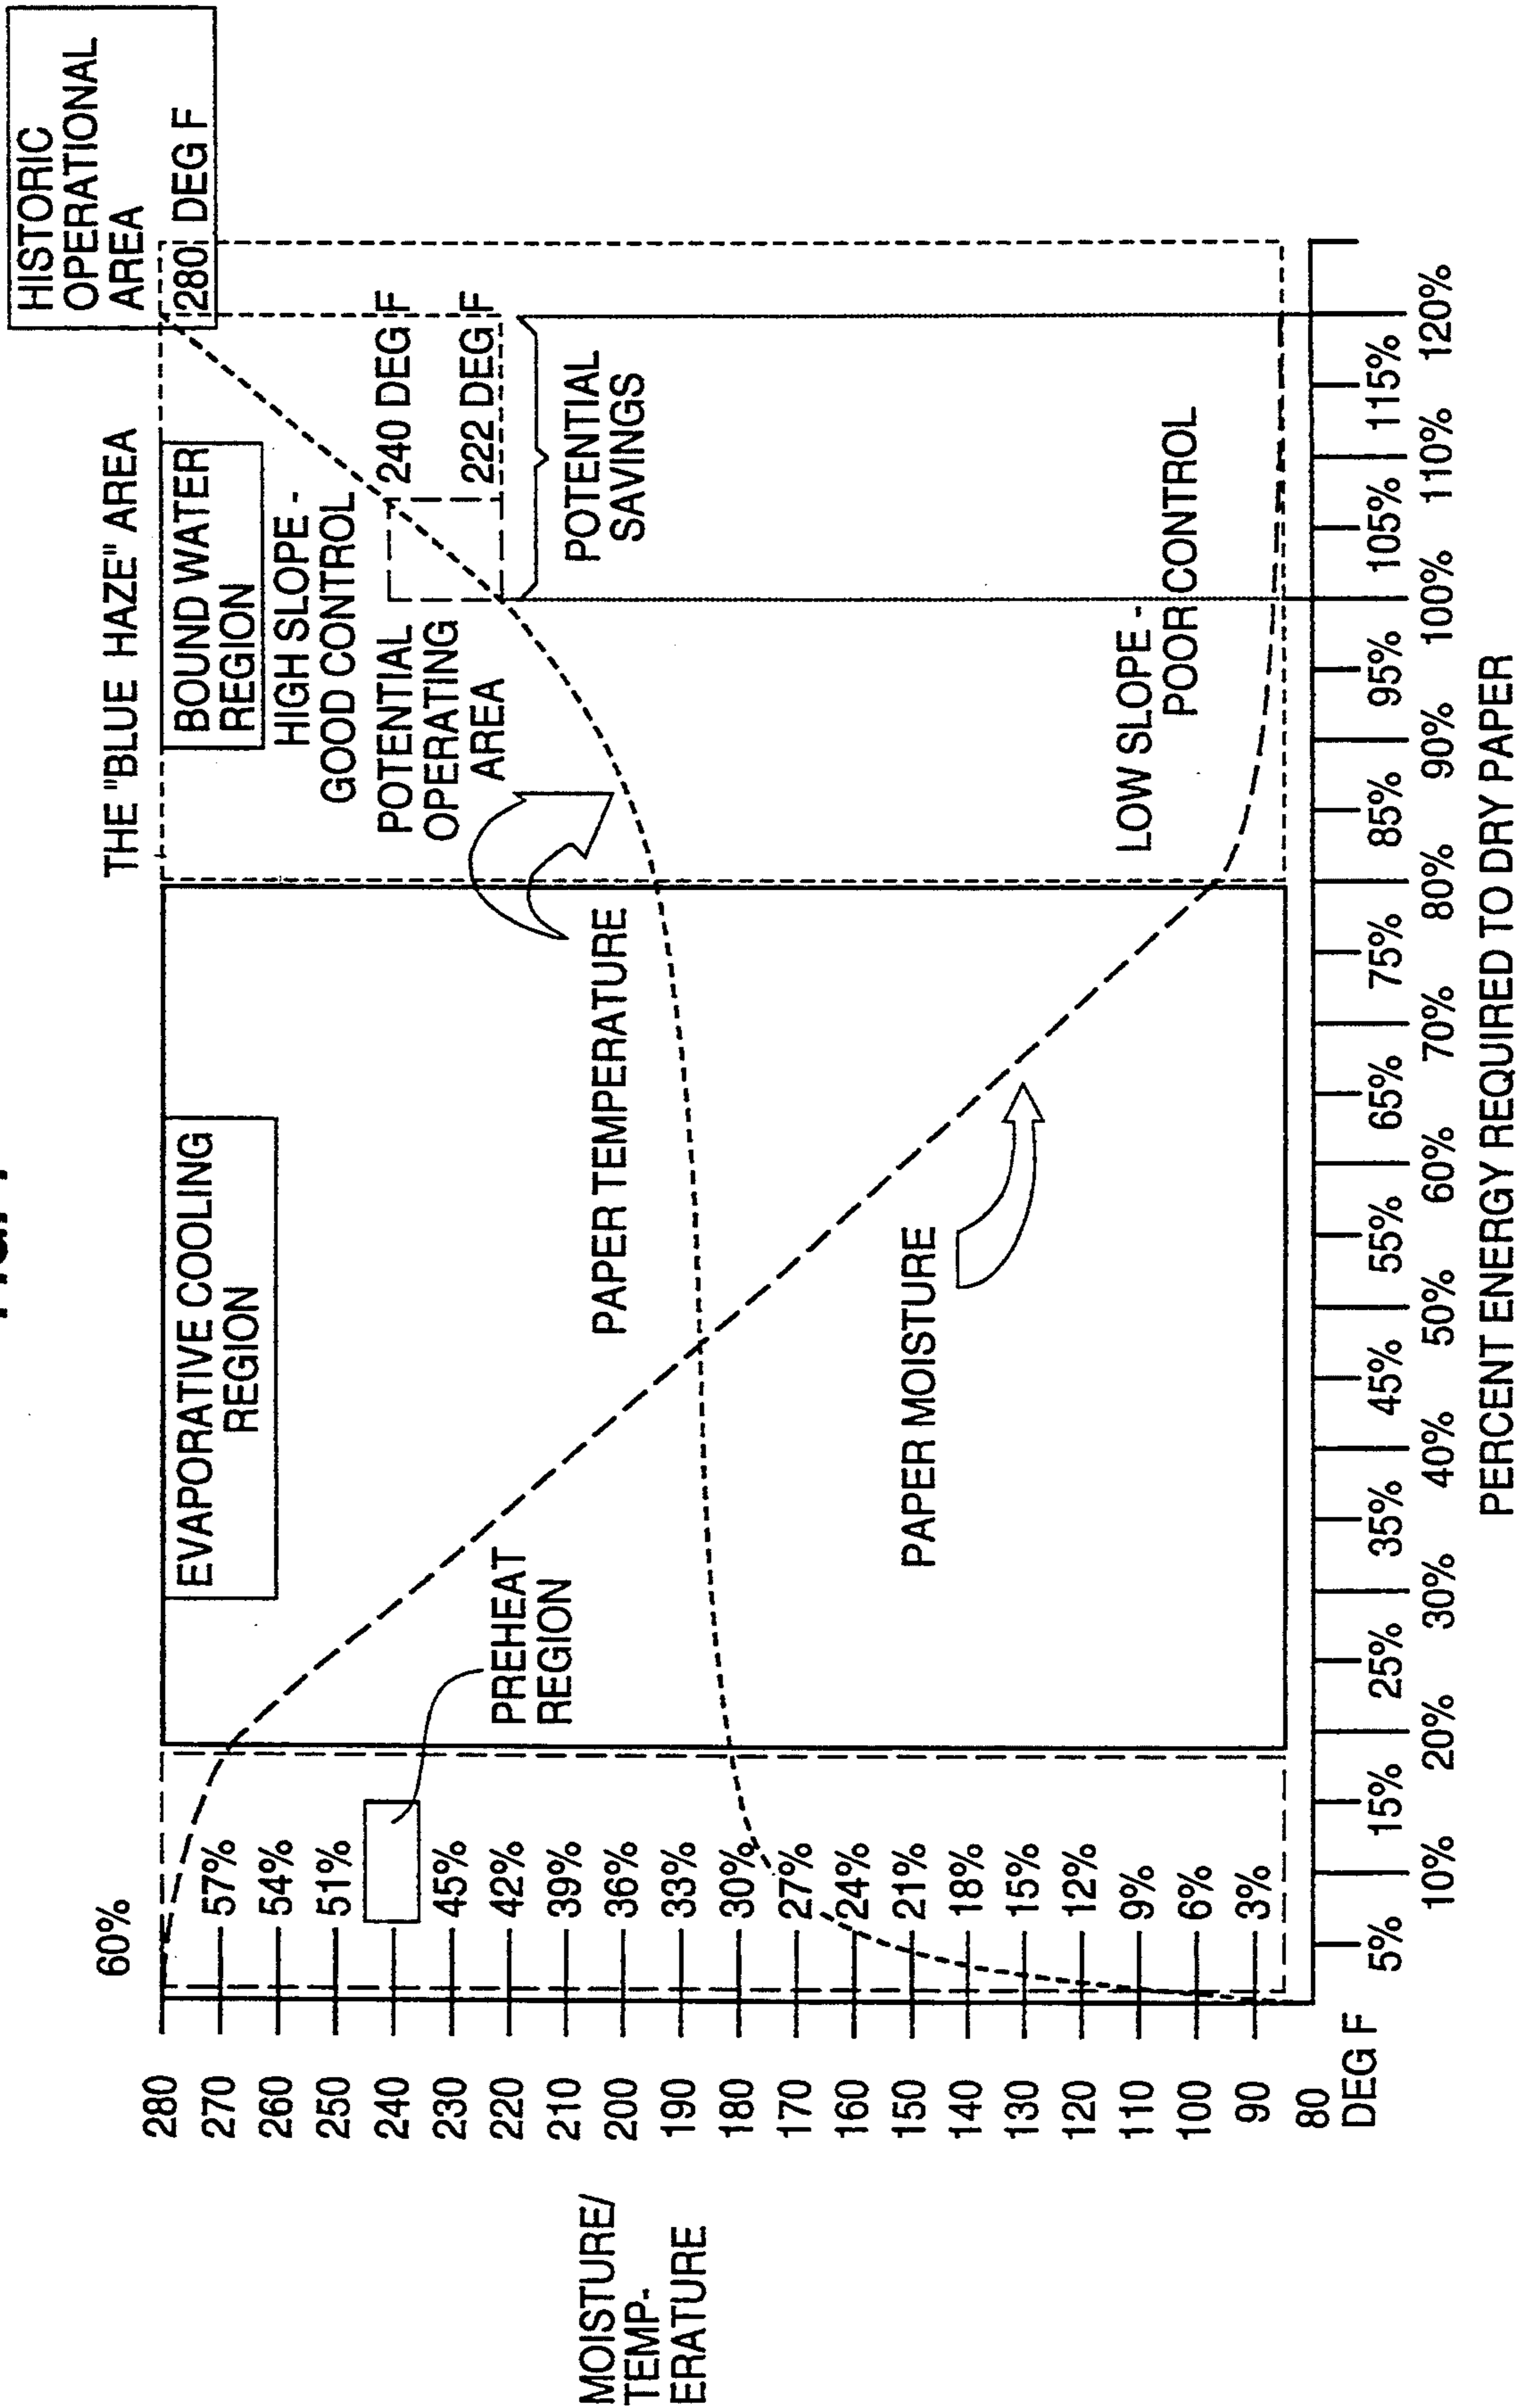 HISTORIC
OPERATIONAL
AREA
280 DEG F
THE "BLUE HAZE" AREA
BOUND WATER
REGION
HIGH SLOPE -
GOOD CONTROL
240 DEG F
222 DEG F
POTENTIAL
OPERATING
AREA
POTENTIAL
SAVINGS
EVAPORATIVE COOLING
REGION
PAPER TEMPERATURE
PREHEAT
REGION
PAPER MOISTURE
LOW SLOPE -
POOR CONTROL
MOISTURE/
TEMP-
ERATURE
280
270
260
250
240
230
220
210
200
190
180
170
160
150
140
130
120
110
100
90
80
DEG F
60%
57%
54%
51%
45%
42%
39%
36%
33%
30%
27%
24%
21%
18%
15%
12%
9%
6%
3%
5%
10%
15%
20%
25%
30%
35%
40%
45%
50%
55%
60%
65%
70%
75%
80%
85%
90%
95%
100%
105%
110%
115%
120%
PERCENT ENERGY REQUIRED TO DRY PAPER